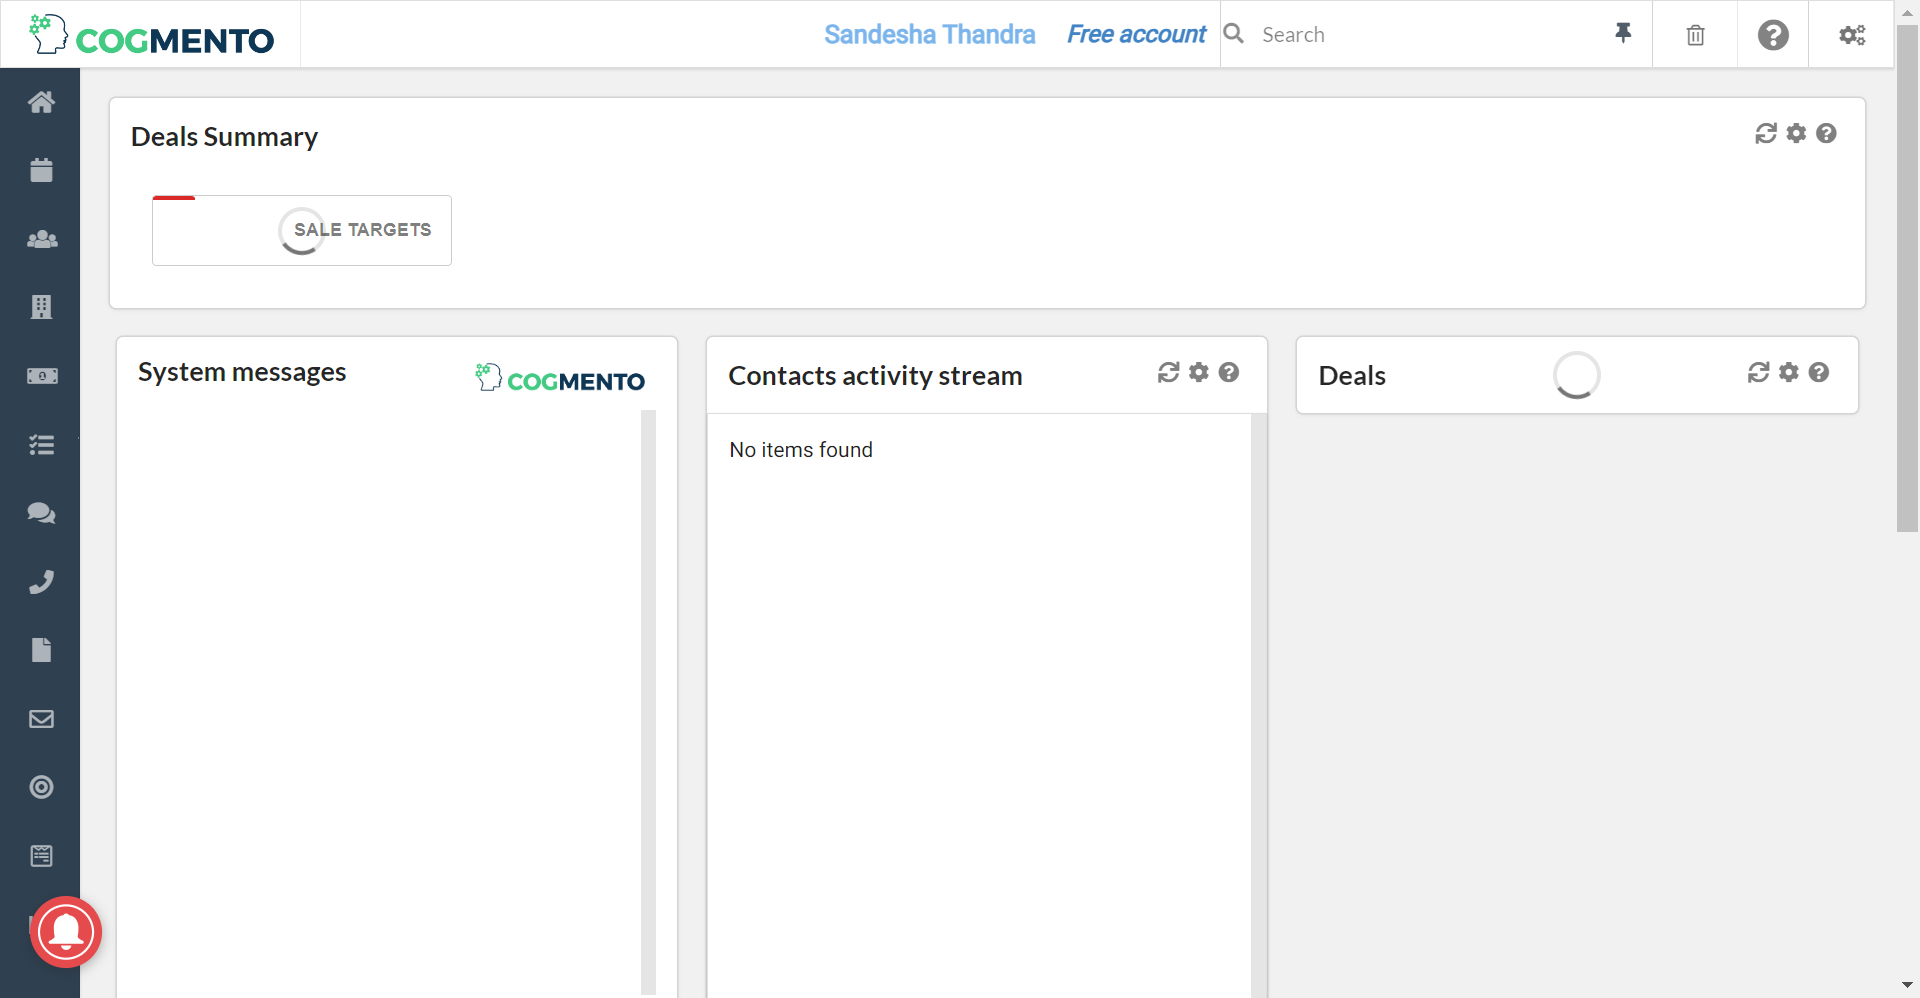 COGMENTO
Sandesha Thandra Free account Search
Deals Summary
SALE TARGETS
System messages COGMENTO
Contacts activity stream
No items found
Deals